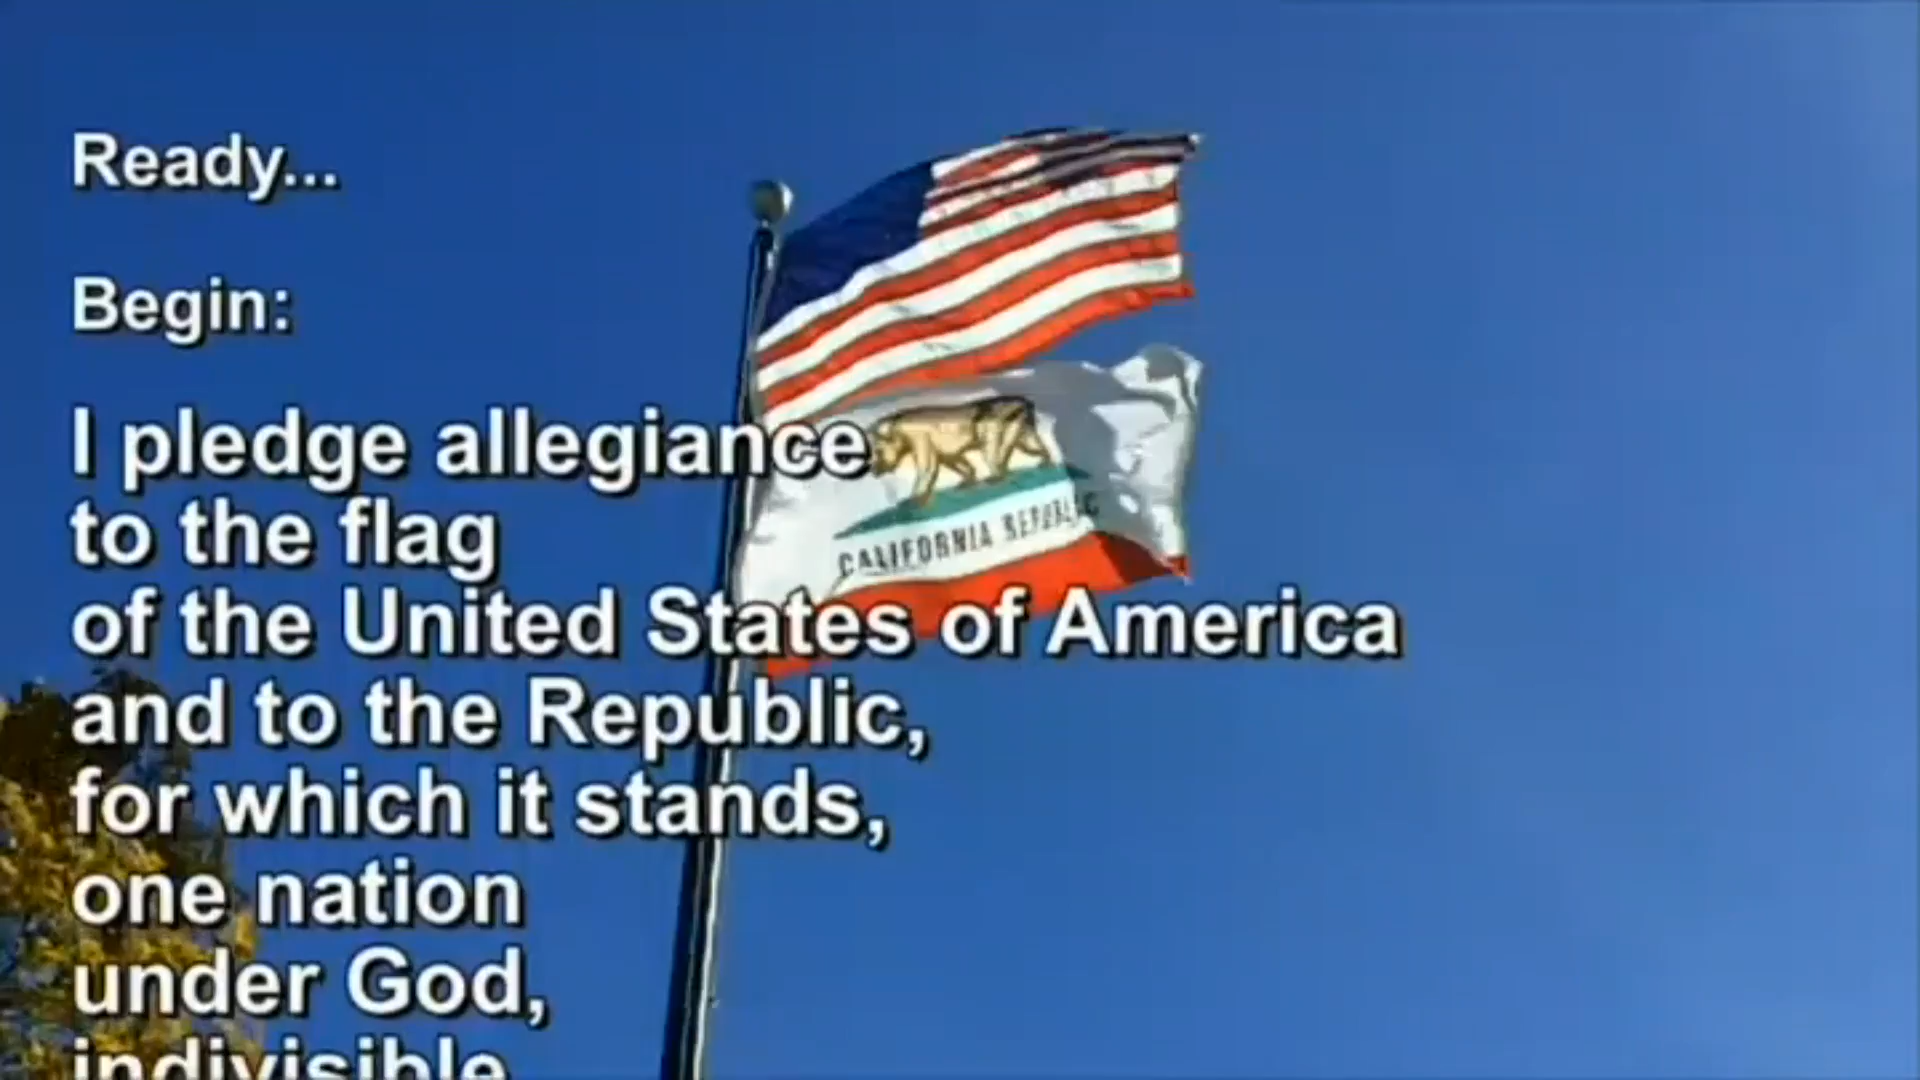 Ready...
Begin:
I pledge allegiance
to the flag
of the United States of America
and to the Republic,
for which it stands,
one nation
under God,
indivisible
CALIFORNIA REPUBLIC